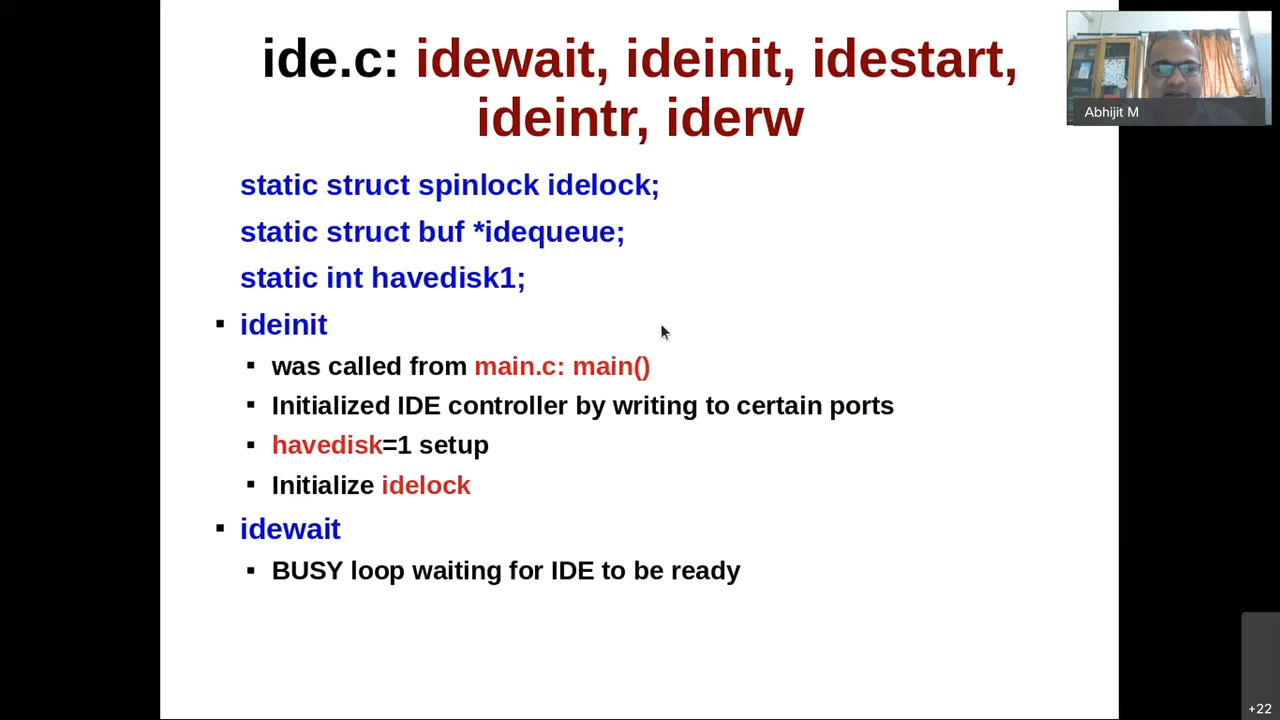 ide.c: idewait, ideinit, idestart,
ideintr, iderw
Abhijit M
static struct spinlock idelock;
static struct buf *idequeue;
static int havedisk1;
▪ ideinit
▪ was called from main.c: main()
▪ Initialized IDE controller by writing to certain ports
▪ havedisk=1 setup
▪ Initialize idelock
▪ idewait
▪ BUSY loop waiting for IDE to be ready
+22